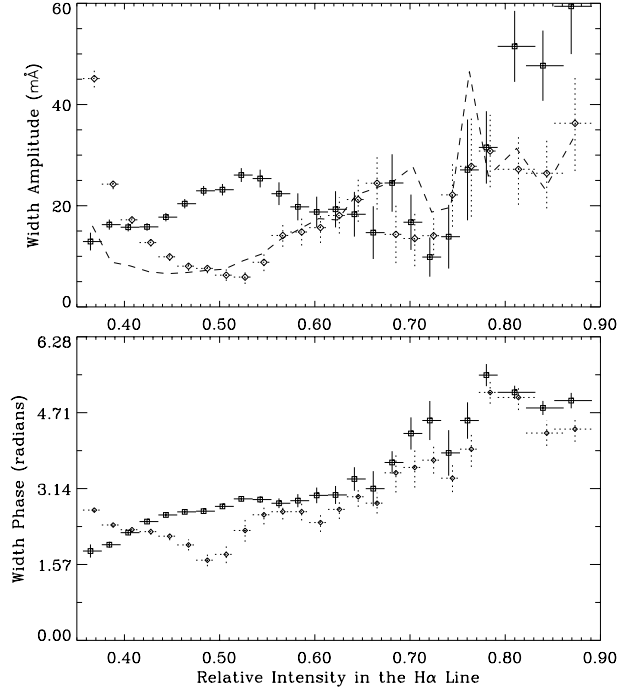 60
40
20
0
Width Amplitude (mÅ)
0.40 0.50 0.60 0.70 0.80 0.90
6.28
4.71
3.14
1.57
0.00
Width Phase (radians)
0.40 0.50 0.60 0.70 0.80 0.90
Relative Intensity in the Hα Line